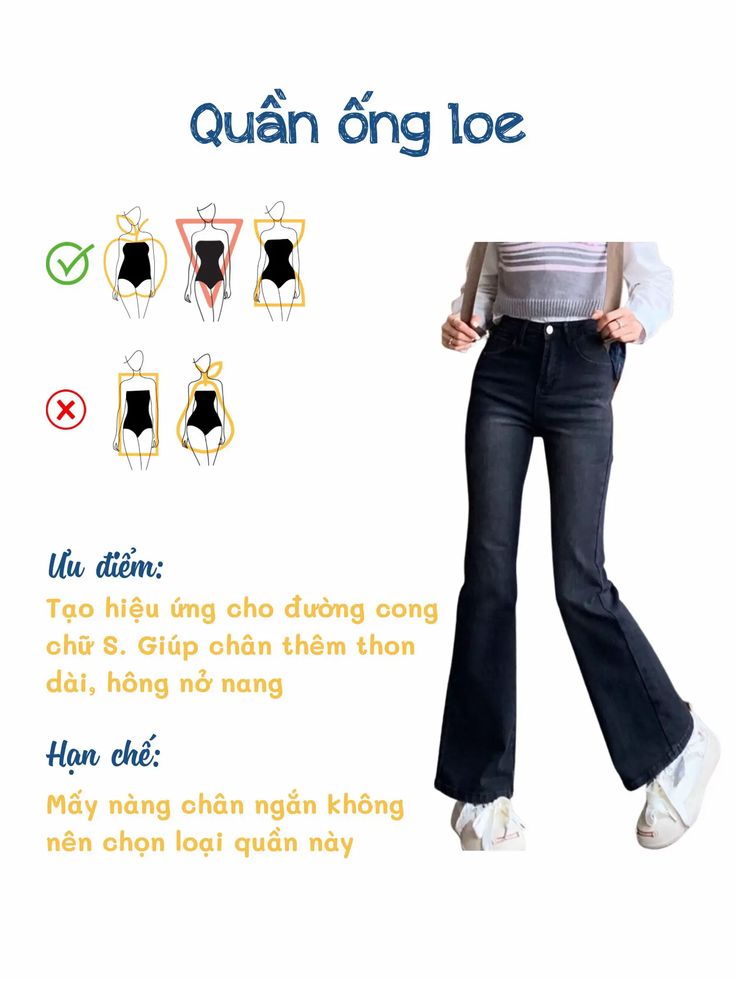 Quần ống loe
Ưu điểm:
Tạo hiệu ứng cho đường cong
chữ S. Giúp chân thêm thon
dài, hông nở nang
Hạn chế:
Mấy nàng chân ngắn không
nên chọn loại quần này